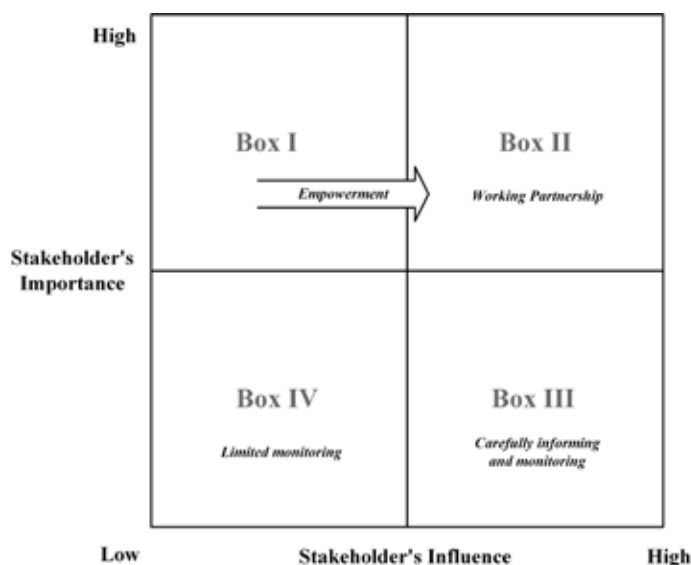 High
Box I
Box II
Empowerment
Working Partnership
Stakeholder's
Importance
Box IV
Box III
Limited monitoring
Carefully informing
and monitoring
Low
Stakeholder's Influence
High